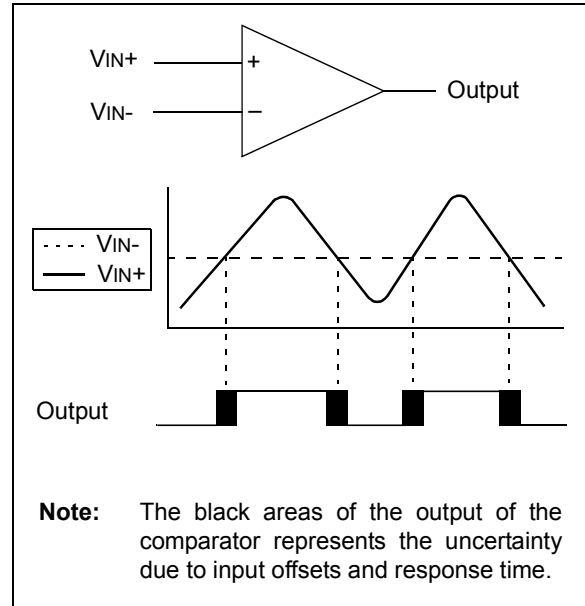 VIN+
+
Output
VIN-
–
VIN-
VIN+
Output
Note: The black areas of the output of the
comparator represents the uncertainty
due to input offsets and response time.